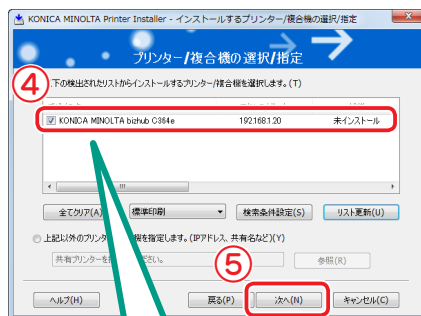 KONICA MINOLTA Printer Installer - インストールするプリンター/複合機の選択/指定
プリンター/複合機の選択/指定
④
下の検出されたリストからインストールするプリンター/複合機を選択します。(T)
KONICA MINOLTA bizhub C364e 192.168.1.20 未インストール
全てクリア(A) 標準印刷 検索条件設定(S) リスト更新(U)
上記以外のプリンタ 機を指定します。(IPアドレス、共有名など)(Y)
⑤
共有プリンターを ださい。 参照(R)
ヘルプ(H) 戻る(P) 次へ(N) キャンセル(C)